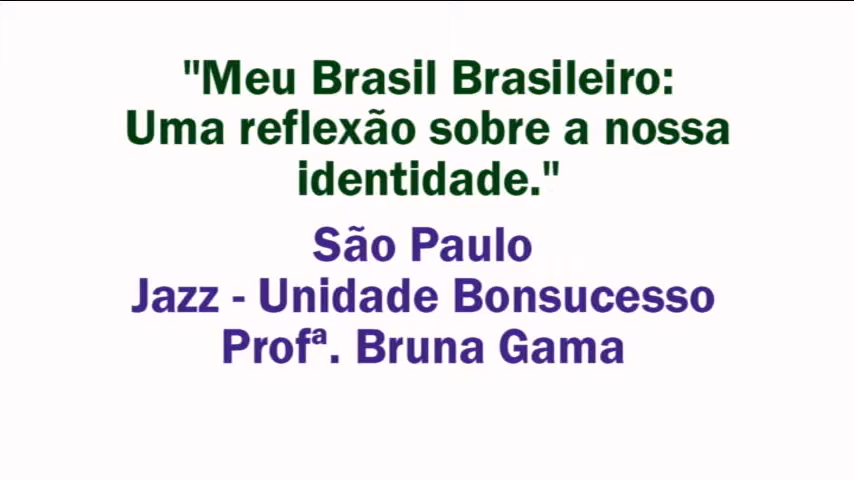 "Meu Brasil Brasileiro:
Uma reflexão sobre a nossa
identidade."
São Paulo
Jazz - Unidade Bonsucesso
Profª. Bruna Gama